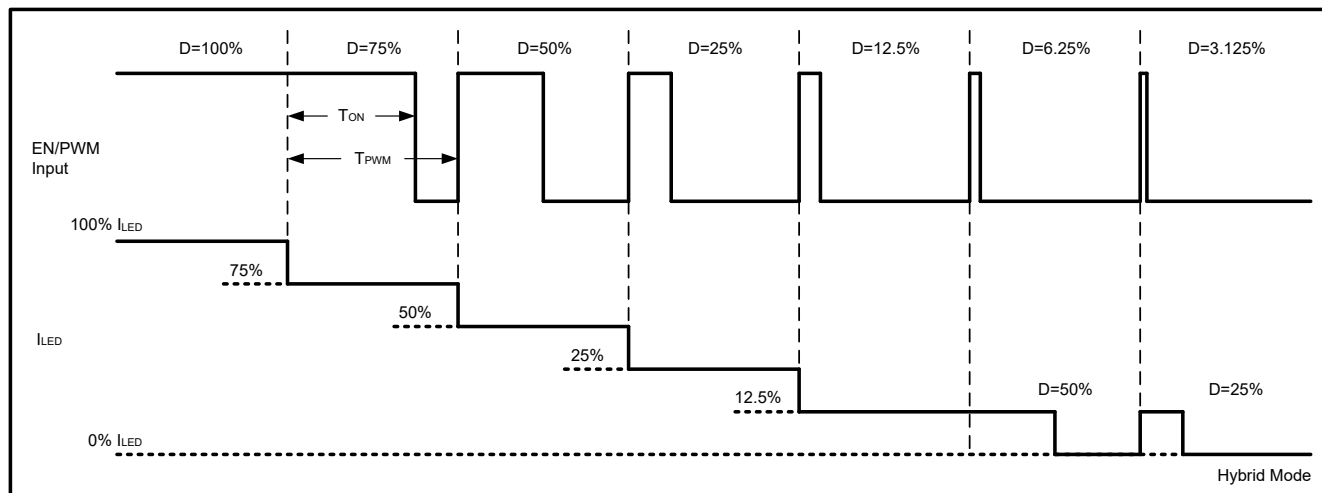 D=100% D=75% D=50% D=25% D=12.5% D=6.25% D=3.125%
TON
TPWM
EN/PWM
Input
100% ILED
75%
50%
ILED
25%
12.5%
D=50% D=25%
0% ILED
Hybrid Mode